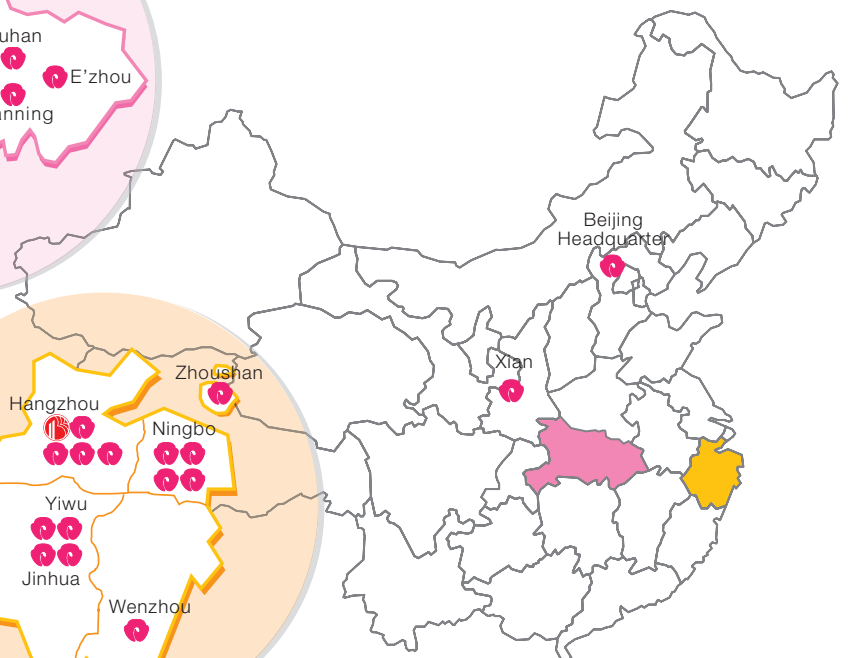 uhan
E’zhou
nning
Beijing
Headquarter
Xian
Zhoushan
Hangzhou
Ningbo
Yiwu
Jinhua
Wenzhou